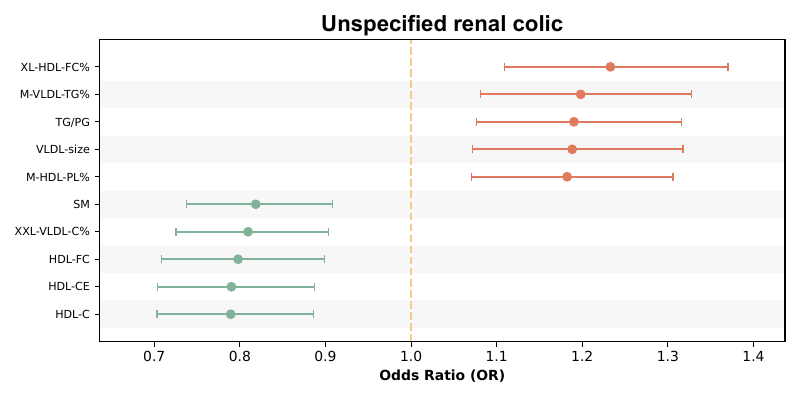 Unspecified renal colic
XL-HDL-FC%
M-VLDL-TG%
TG/PG
VLDL-size
M-HDL-PL%
SM
XXL-VLDL-C%
HDL-FC
HDL-CE
HDL-C
0.7 0.8 0.9 1.0 1.1 1.2 1.3 1.4
Odds Ratio (OR)